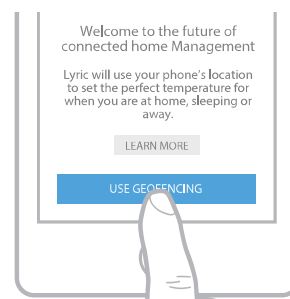 Welcome to the future of
connected home Management
Lyric will use your phone's location
to set the perfect temperature for
when you are at home, sleeping or
away.
LEARN MORE
USE GEOFENCING